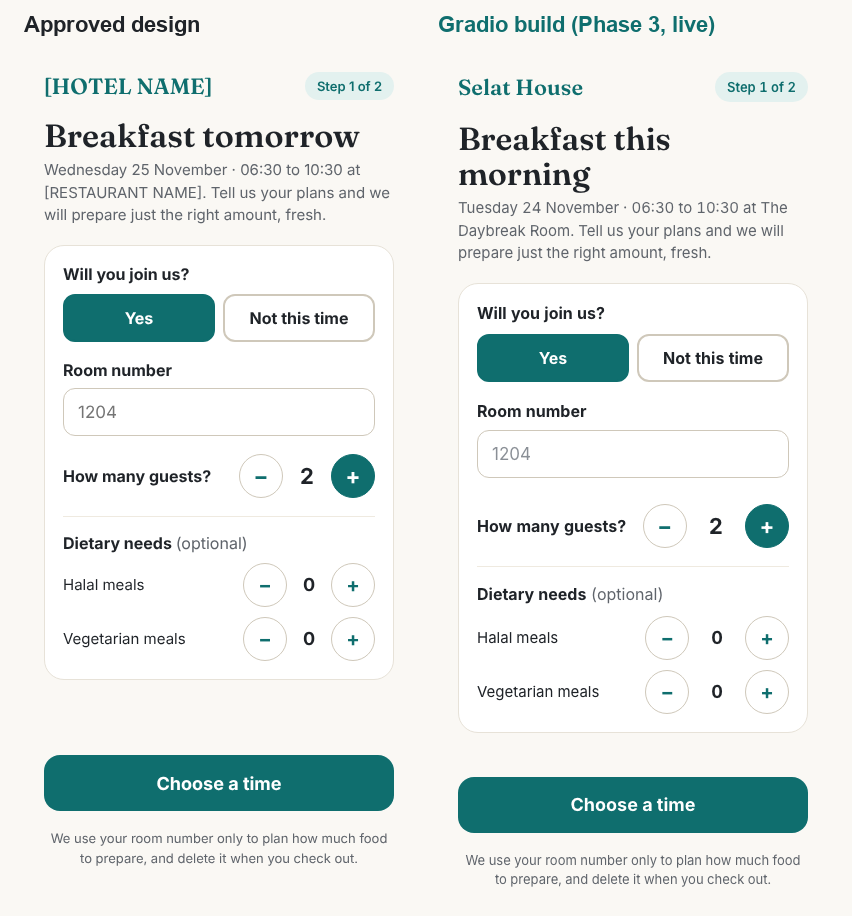 Approved design
[HOTEL NAME]
Step 1 of 2
Breakfast tomorrow
Wednesday 25 November · 06:30 to 10:30 at
[RESTAURANT NAME]. Tell us your plans and we
will prepare just the right amount, fresh.
Will you join us?
Yes
Not this time
Room number
1204
How many guests?
−
2
+
Dietary needs (optional)
Halal meals
−
0
+
Vegetarian meals
−
0
+
Choose a time
We use your room number only to plan how much food
to prepare, and delete it when you check out.
Gradio build (Phase 3, live)
Selat House
Step 1 of 2
Breakfast this
morning
Tuesday 24 November · 06:30 to 10:30 at The
Daybreak Room. Tell us your plans and we will
prepare just the right amount, fresh.
Will you join us?
Yes
Not this time
Room number
1204
How many guests?
−
2
+
Dietary needs (optional)
Halal meals
−
0
+
Vegetarian meals
−
0
+
Choose a time
We use your room number only to plan how much food
to prepare, and delete it when you check out.